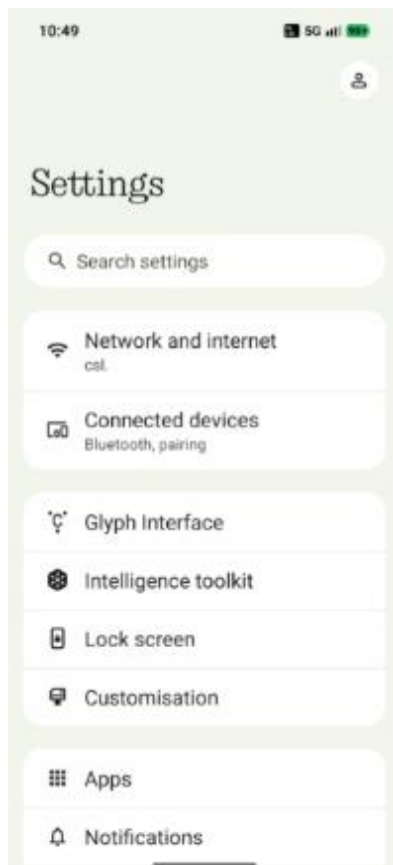 10:49
5G
Settings
Search settings
Network and internet
csl.
Connected devices
Bluetooth, pairing
Glyph Interface
Intelligence toolkit
Lock screen
Customisation
Apps
Notifications